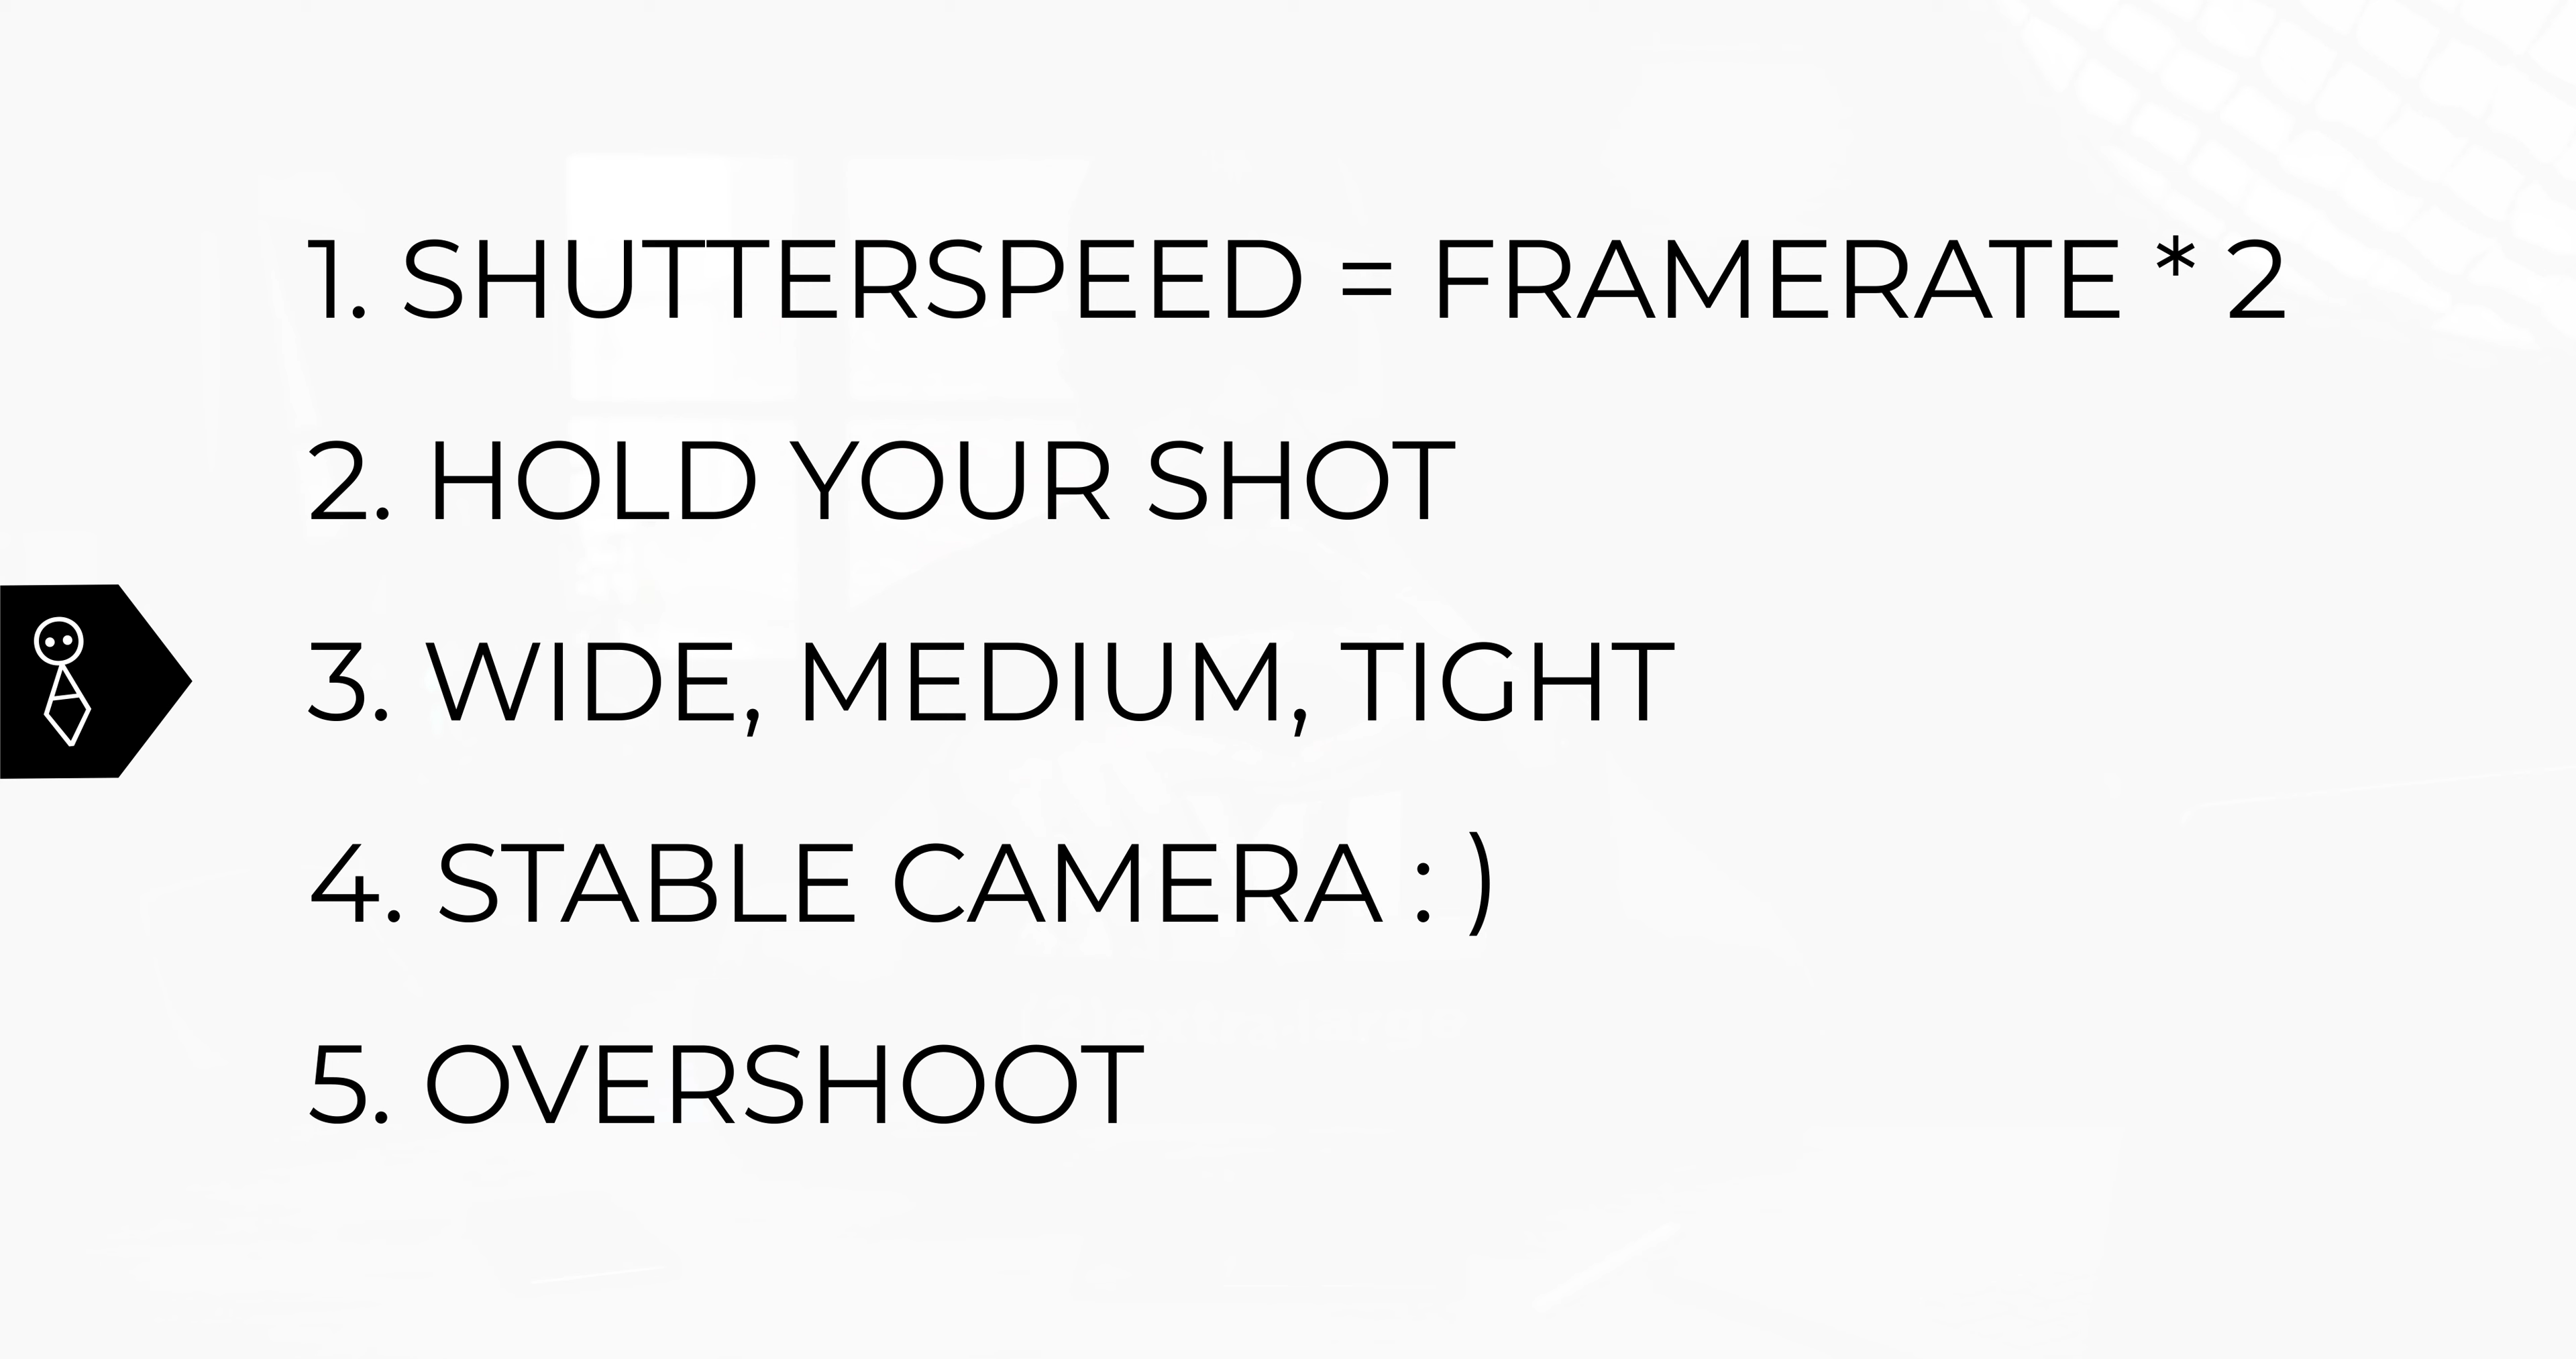 1. SHUTTERSPEED = FRAMERATE * 2
2. HOLD YOUR SHOT
3. WIDE, MEDIUM, TIGHT
4. STABLE CAMERA : )
5. OVERSHOOT